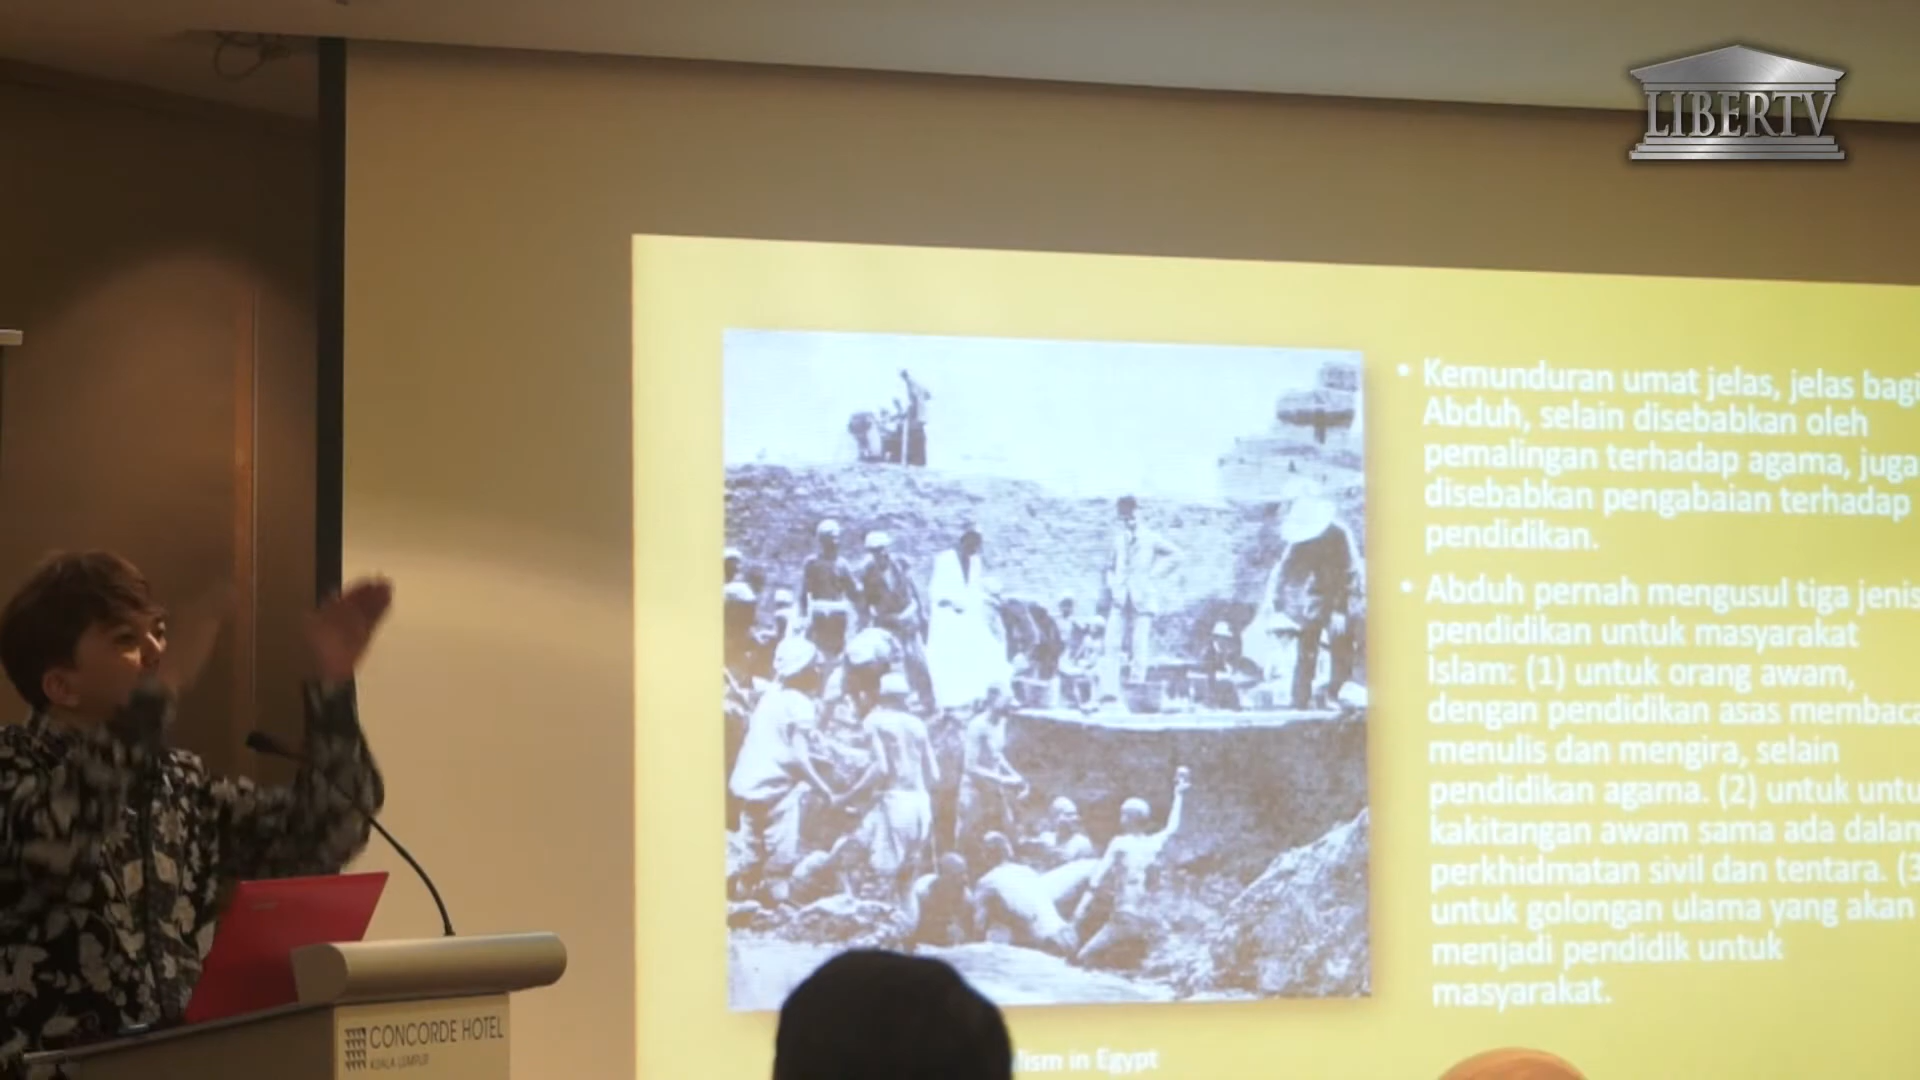 LIBERTV
• Kemunduran umat jelas, jelas bagi
Abduh, selain disebabkan oleh
pemalingan terhadap agama, juga
disebabkan pengabaian terhadap
pendidikan.
• Abduh pernah mengusul tiga jenis
pendidikan untuk masyarakat
Islam: (1) untuk orang awam,
dengan pendidikan asas membaca
menulis dan mengira, selain
pendidikan agama. (2) untuk untu
kakitangan awam sama ada dalam
perkhidmatan sivil dan tentara. (3
untuk golongan ulama yang akan
menjadi pendidik untuk
masyarakat.
lism in Egypt
CONCORDE HOTEL
KUALA LUMPUR